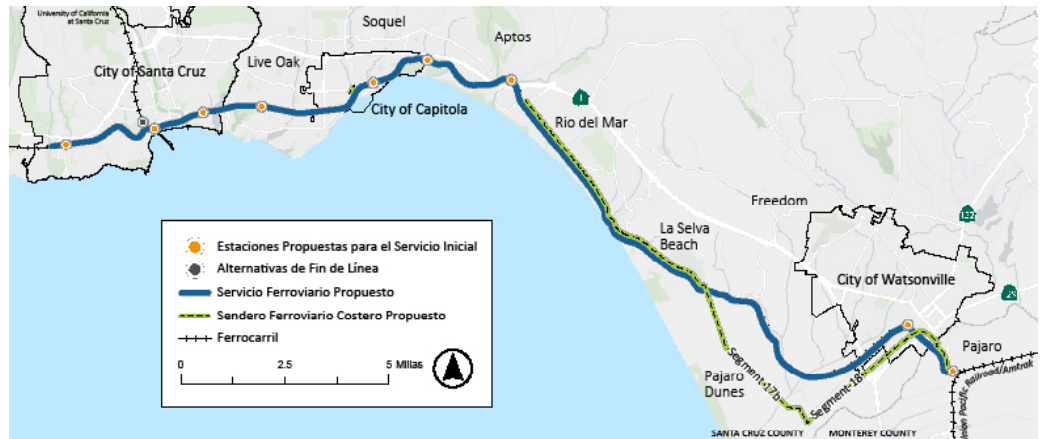 University of California
at Santa Cruz
Soquel
Aptos
City of Santa Cruz
Live Oak
City of Capitola
1
Rio del Mar
Freedom
152
La Selva
Beach
City of Watsonville
129
Pajaro
Pajaro
Dunes
Segment-17b
Segment-18
Union Pacific Railroad/Amtrak
SANTA CRUZ COUNTY
MONTEREY COUNTY
Estaciones Propuestas para el Servicio Inicial
Alternativas de Fin de Línea
Servicio Ferroviario Propuesto
Sendero Ferroviario Costero Propuesto
Ferrocarril
0 2.5 5 Millas